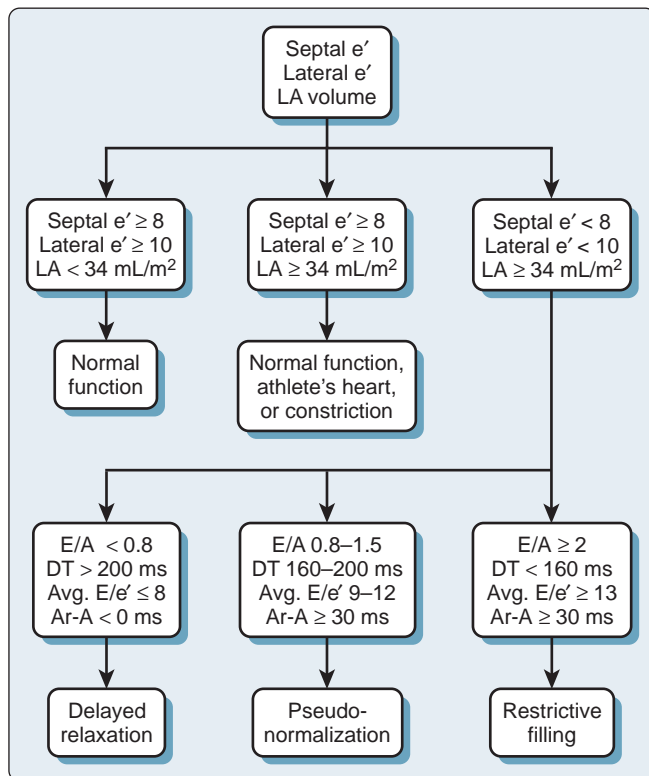 Septal e′
Lateral e′
LA volume
Septal e′ ≥ 8
Lateral e′ ≥ 10
LA < 34 mL/m²
Septal e′ ≥ 8
Lateral e′ ≥ 10
LA ≥ 34 mL/m²
Septal e′ < 8
Lateral e′ < 10
LA ≥ 34 mL/m²
Normal
function
Normal function,
athlete's heart,
or constriction
E/A < 0.8
DT > 200 ms
Avg. E/e′ ≤ 8
Ar-A < 0 ms
E/A 0.8–1.5
DT 160–200 ms
Avg. E/e′ 9–12
Ar-A ≥ 30 ms
E/A ≥ 2
DT < 160 ms
Avg. E/e′ ≥ 13
Ar-A ≥ 30 ms
Delayed
relaxation
Pseudo-
normalization
Restrictive
filling